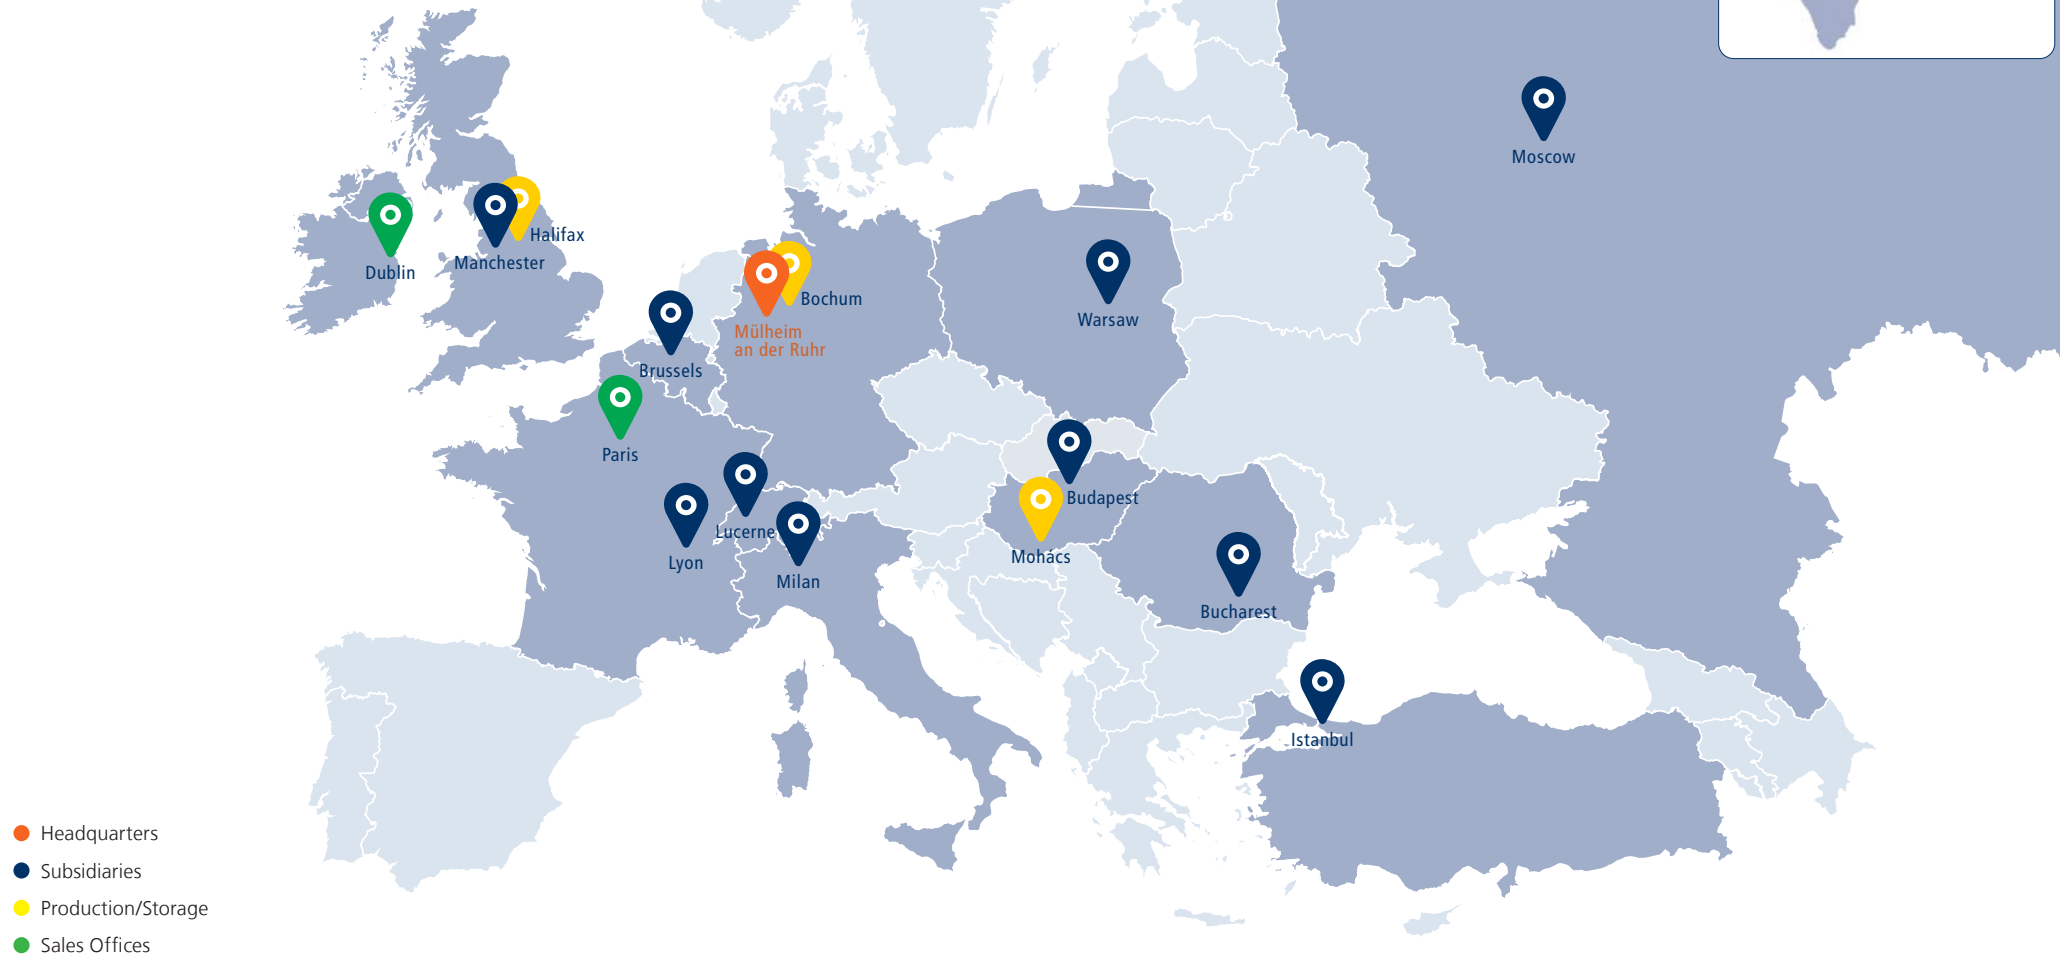 Moscow
Halifax
Manchester
Dublin
Bochum
Warsaw
Mülheim
an der Ruhr
Brussels
Paris
Budapest
Lucerne
Mohács
Lyon
Milan
Bucharest
Istanbul
Headquarters
Subsidiaries
Production/Storage
Sales Offices